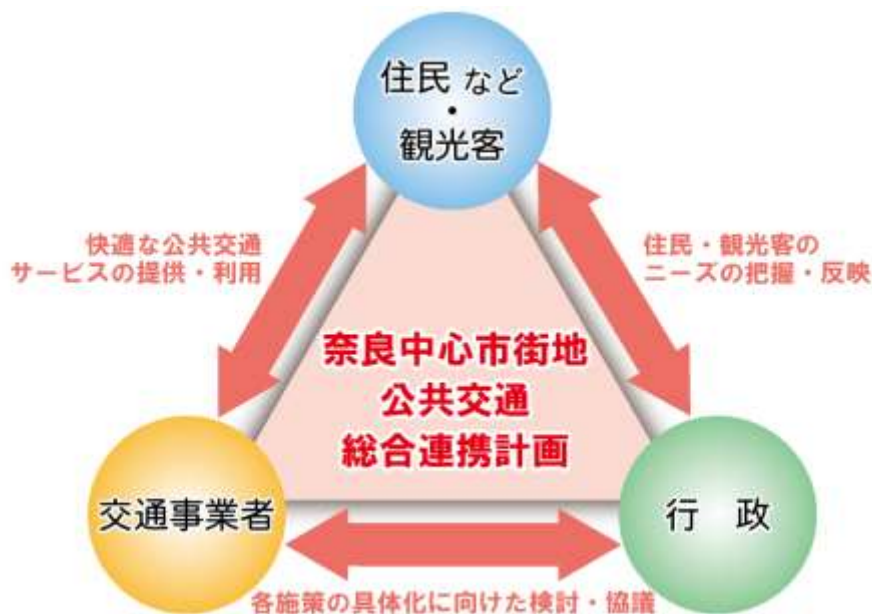 住民 など
・
観光客
快適な公共交通
サービスの提供・利用
住民・観光客の
ニーズの把握・反映
奈良中心市街地
公共交通
総合連携計画
交通事業者
行　政
各施策の具体化に向けた検討・協議